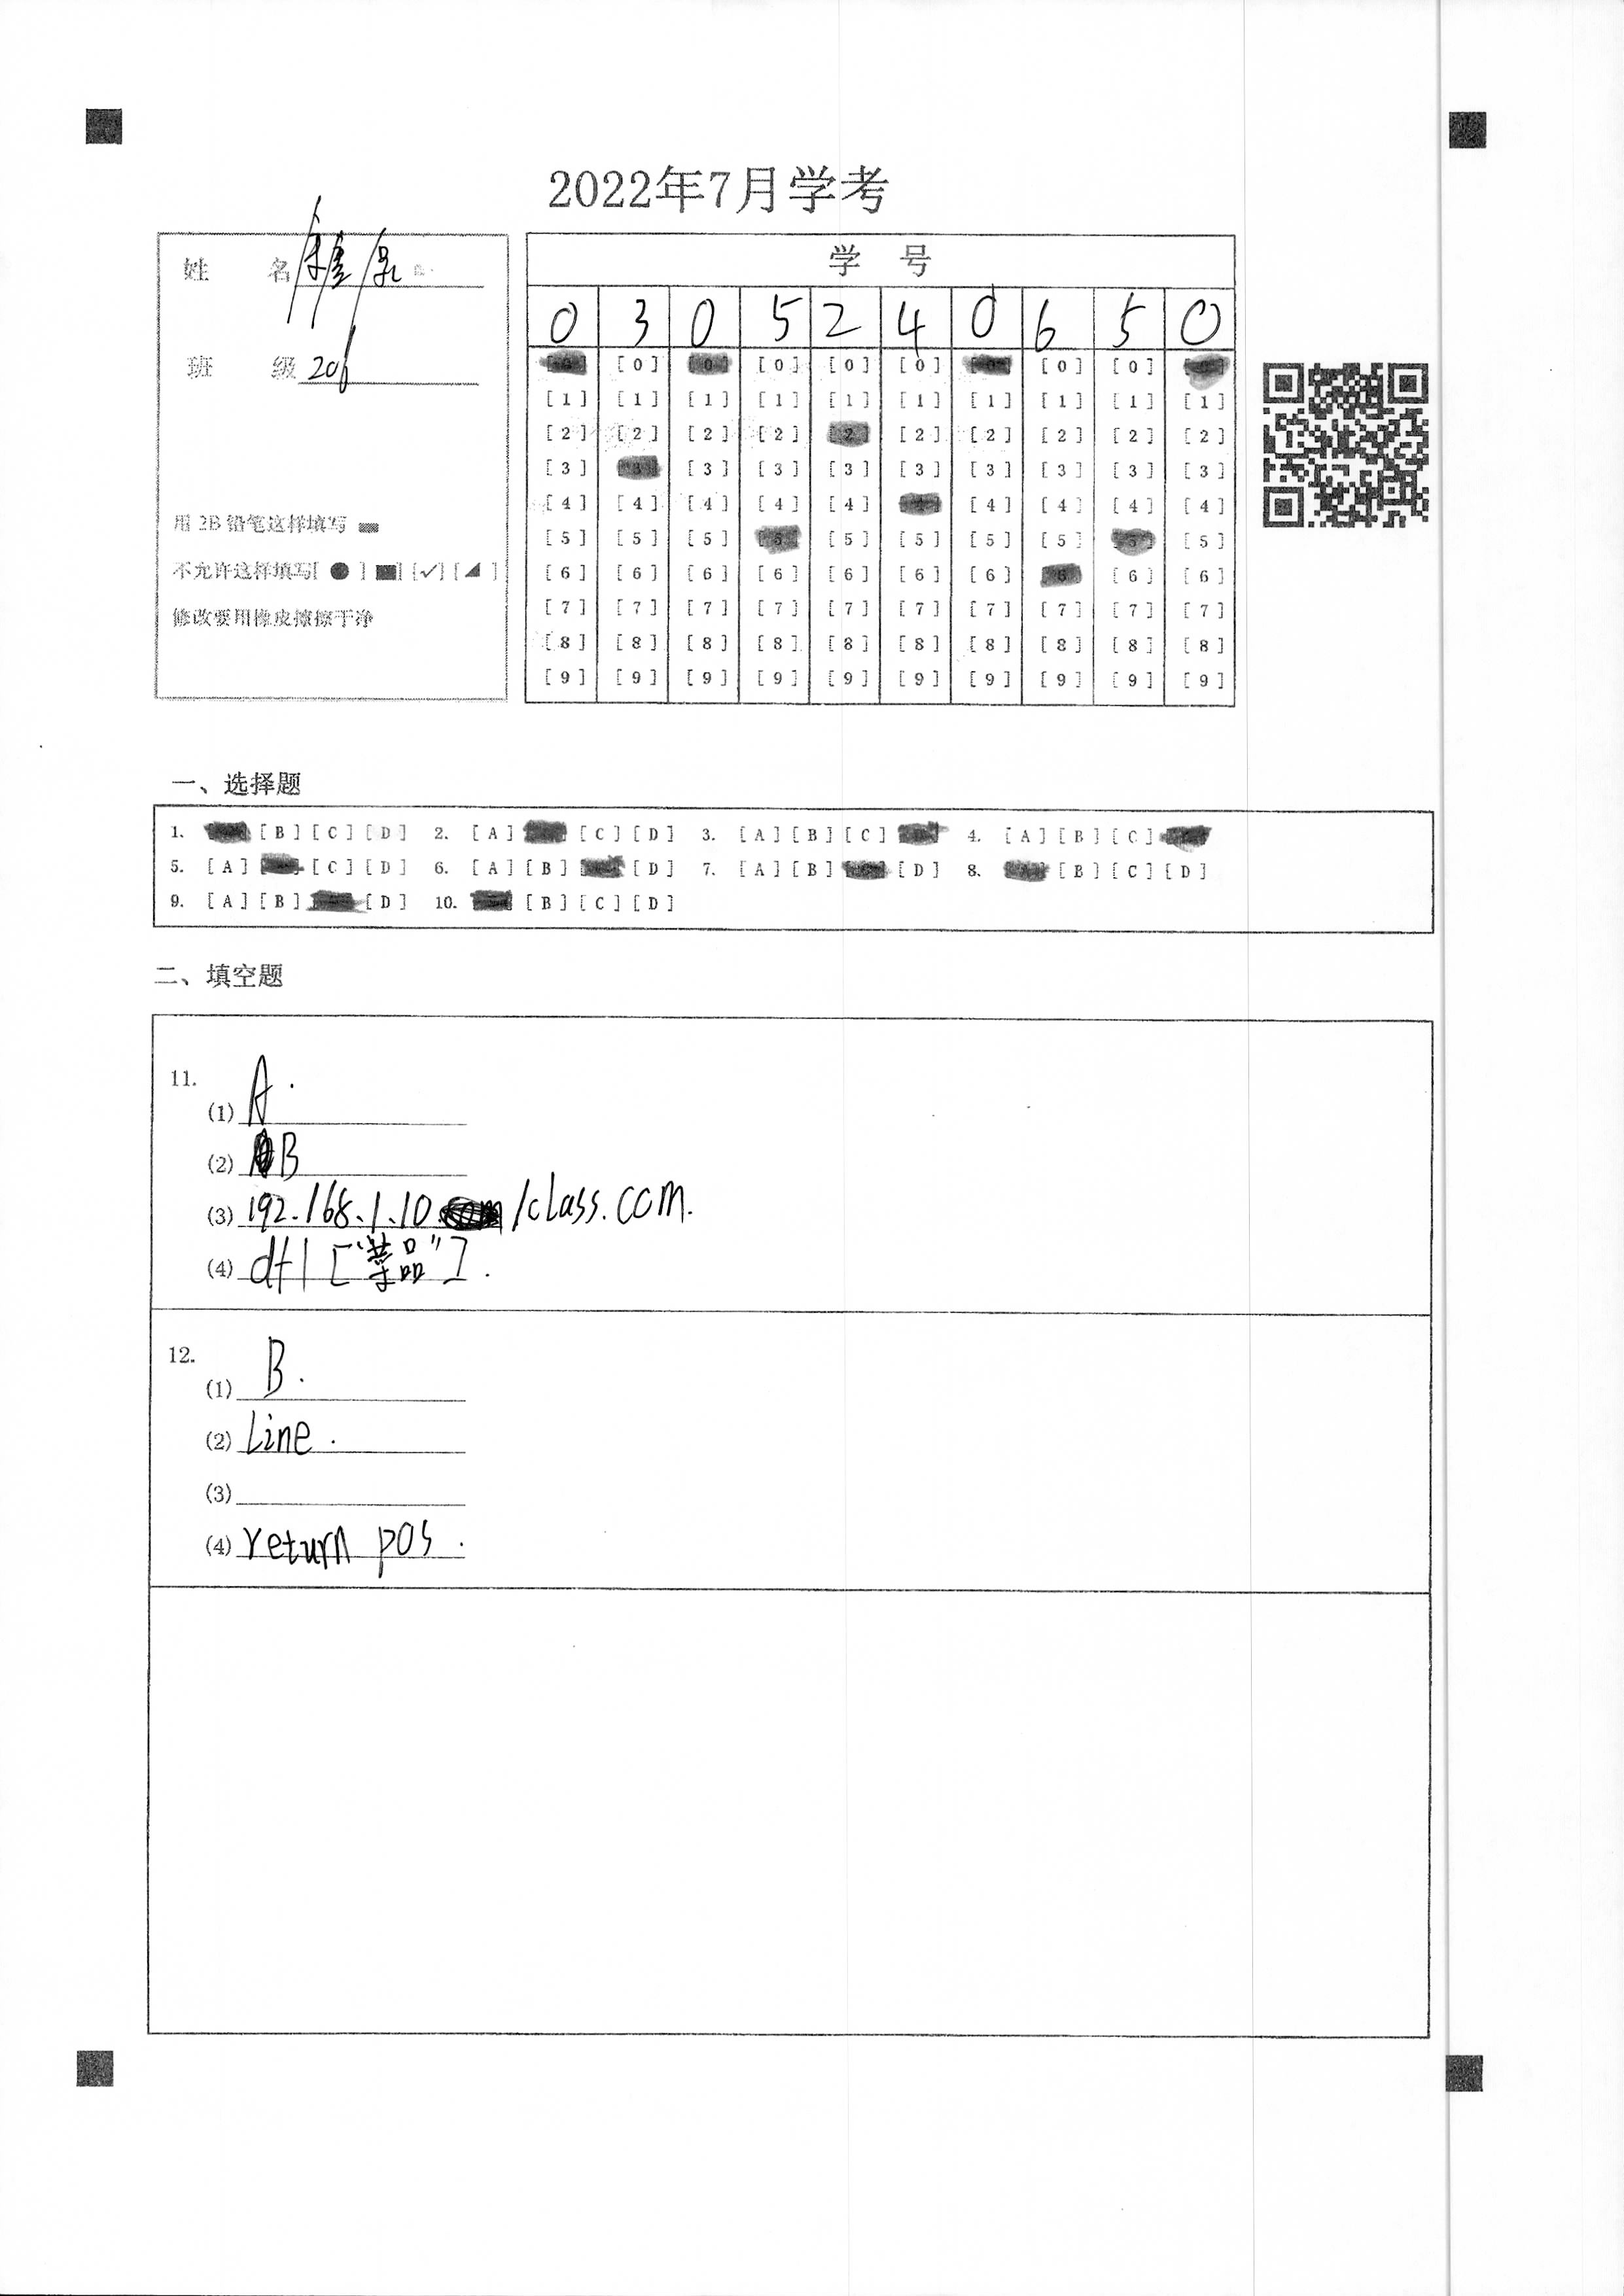 2022年7月学考
姓 名
班 级 206
用 2B 铅笔这样填写
不允许这样填写[ ● ] [■] [✓] [◢ ]
修改要用橡皮擦擦干净
学 号
0 3 0 5 2 4 0 6 5 0
[0] [0] [0] [0] [0] [0]
[1] [1] [1] [1] [1] [1] [1] [1] [1] [1]
[2] [2] [2] [2] [2] [2] [2] [2] [2] [2]
[3] [3] [3] [3] [3] [3] [3] [3] [3] [3]
[4] [4] [4] [4] [4] [4] [4] [4] [4]
[5] [5] [5] [5] [5] [5] [5] [5] [5] [5]
[6] [6] [6] [6] [6] [6] [6] [6] [6] [6]
[7] [7] [7] [7] [7] [7] [7] [7] [7] [7]
[8] [8] [8] [8] [8] [8] [8] [8] [8] [8]
[9] [9] [9] [9] [9] [9] [9] [9] [9] [9]
一、选择题
1. [B] [C] [D] 2. [A] [C] [D] 3. [A] [B] [C] 4. [A] [B] [C]
5. [A] [C] [D] 6. [A] [B] [D] 7. [A] [B] [D] 8. [A] [B] [C] [D]
9. [A] [B] [D] 10. [B] [C] [D]
二、填空题
11.
(1) A.
(2) B
(3) 192.168.1.10 /class.com.
(4) df1["菜品"].
12.
(1) B.
(2) Line.
(3)
(4) return pos.